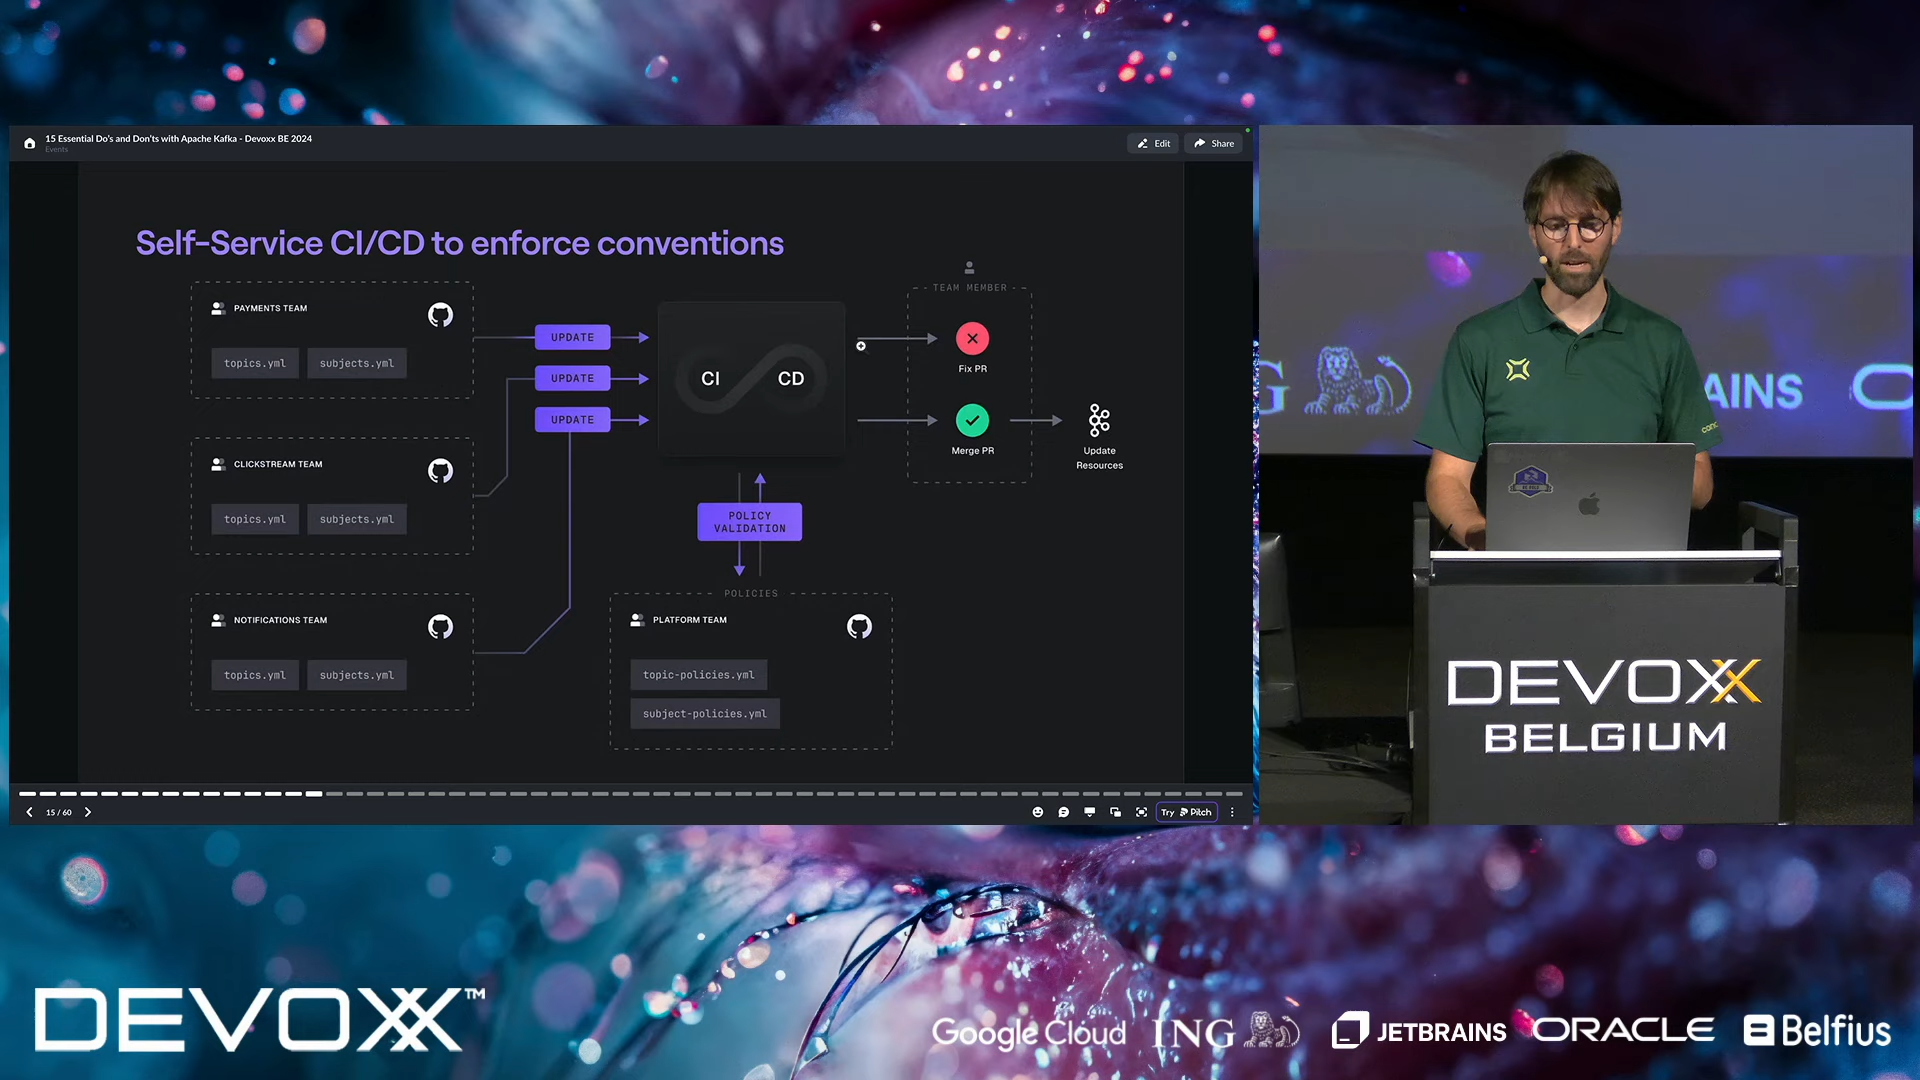 15 Essential Do's and Don'ts with Apache Kafka - Devoxx BE 2024
Events
Edit
Share
Self-Service CI/CD to enforce conventions
PAYMENTS TEAM
topics.yml
subjects.yml
CLICKSTREAM TEAM
topics.yml
subjects.yml
NOTIFICATIONS TEAM
topics.yml
subjects.yml
UPDATE
UPDATE
UPDATE
CI
CD
POLICY
VALIDATION
POLICIES
PLATFORM TEAM
topic-policies.yml
subject-policies.yml
TEAM MEMBER
Fix PR
Merge PR
Update
Resources
15 / 60
Try Pitch
G
RAINS
DEVOXX
BELGIUM
DEVOXX™
Google Cloud
ING
JETBRAINS
ORACLE
Belfius